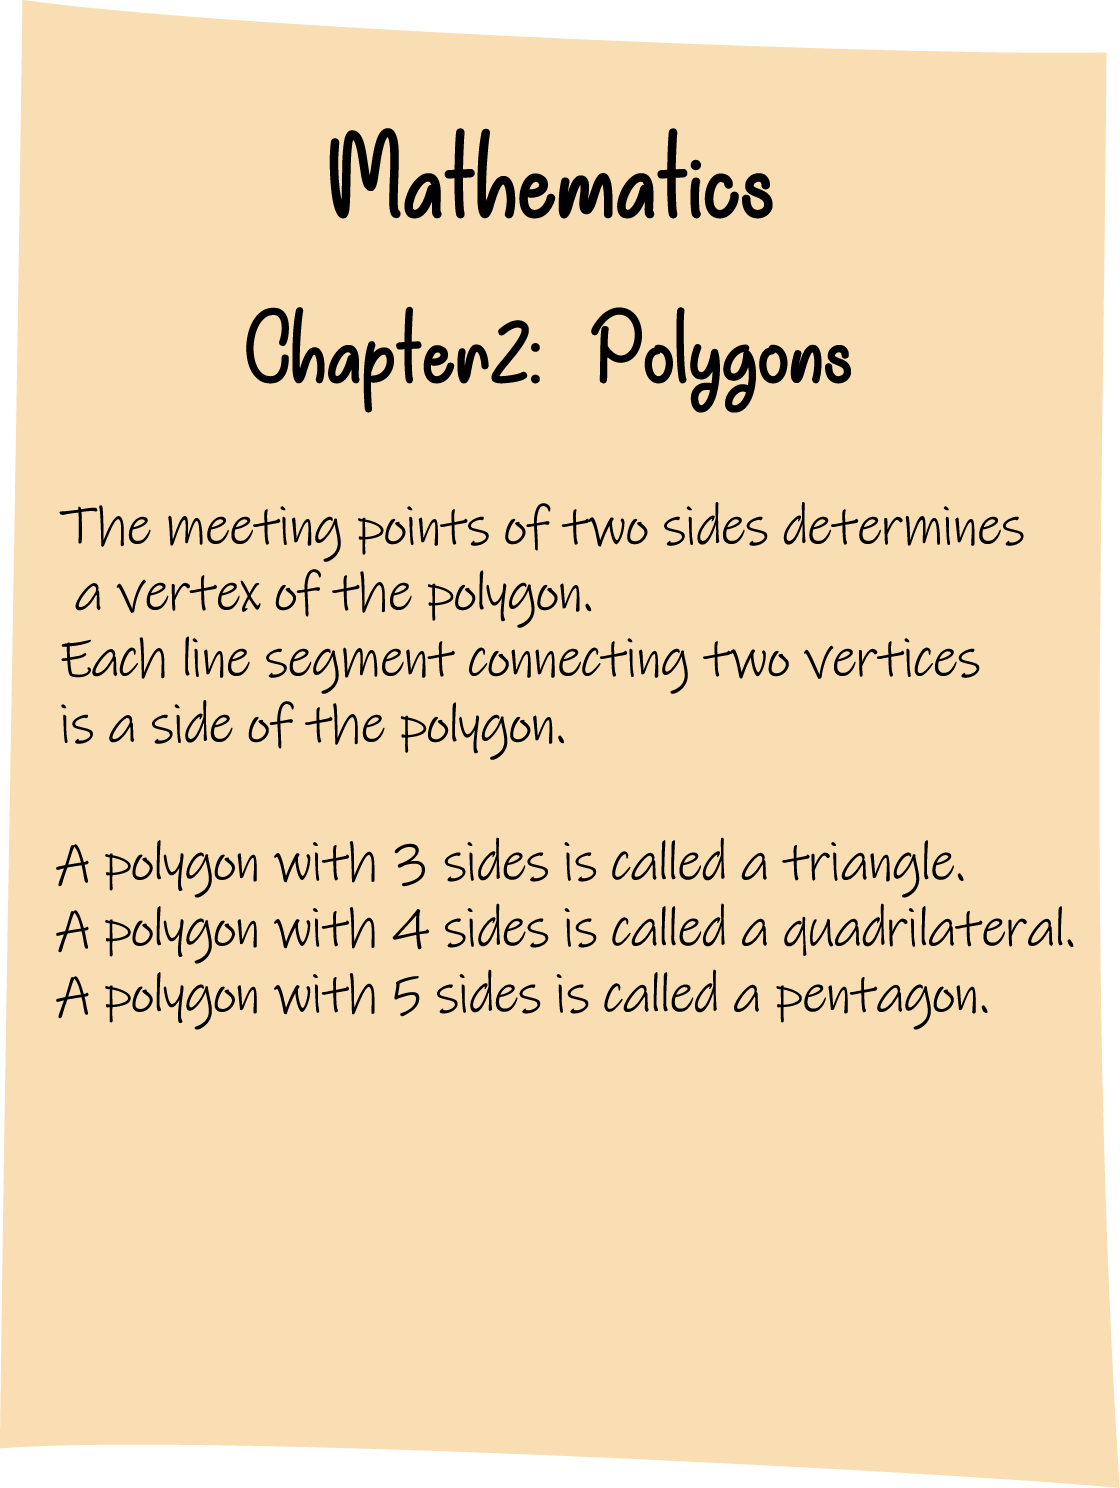 Mathematics
Chapter2: Polygons
The meeting points of two sides determines
a vertex of the polygon.
Each line segment connecting two vertices
is a side of the polygon.
A polygon with 3 sides is called a triangle.
A polygon with 4 sides is called a quadrilateral.
A polygon with 5 sides is called a pentagon.